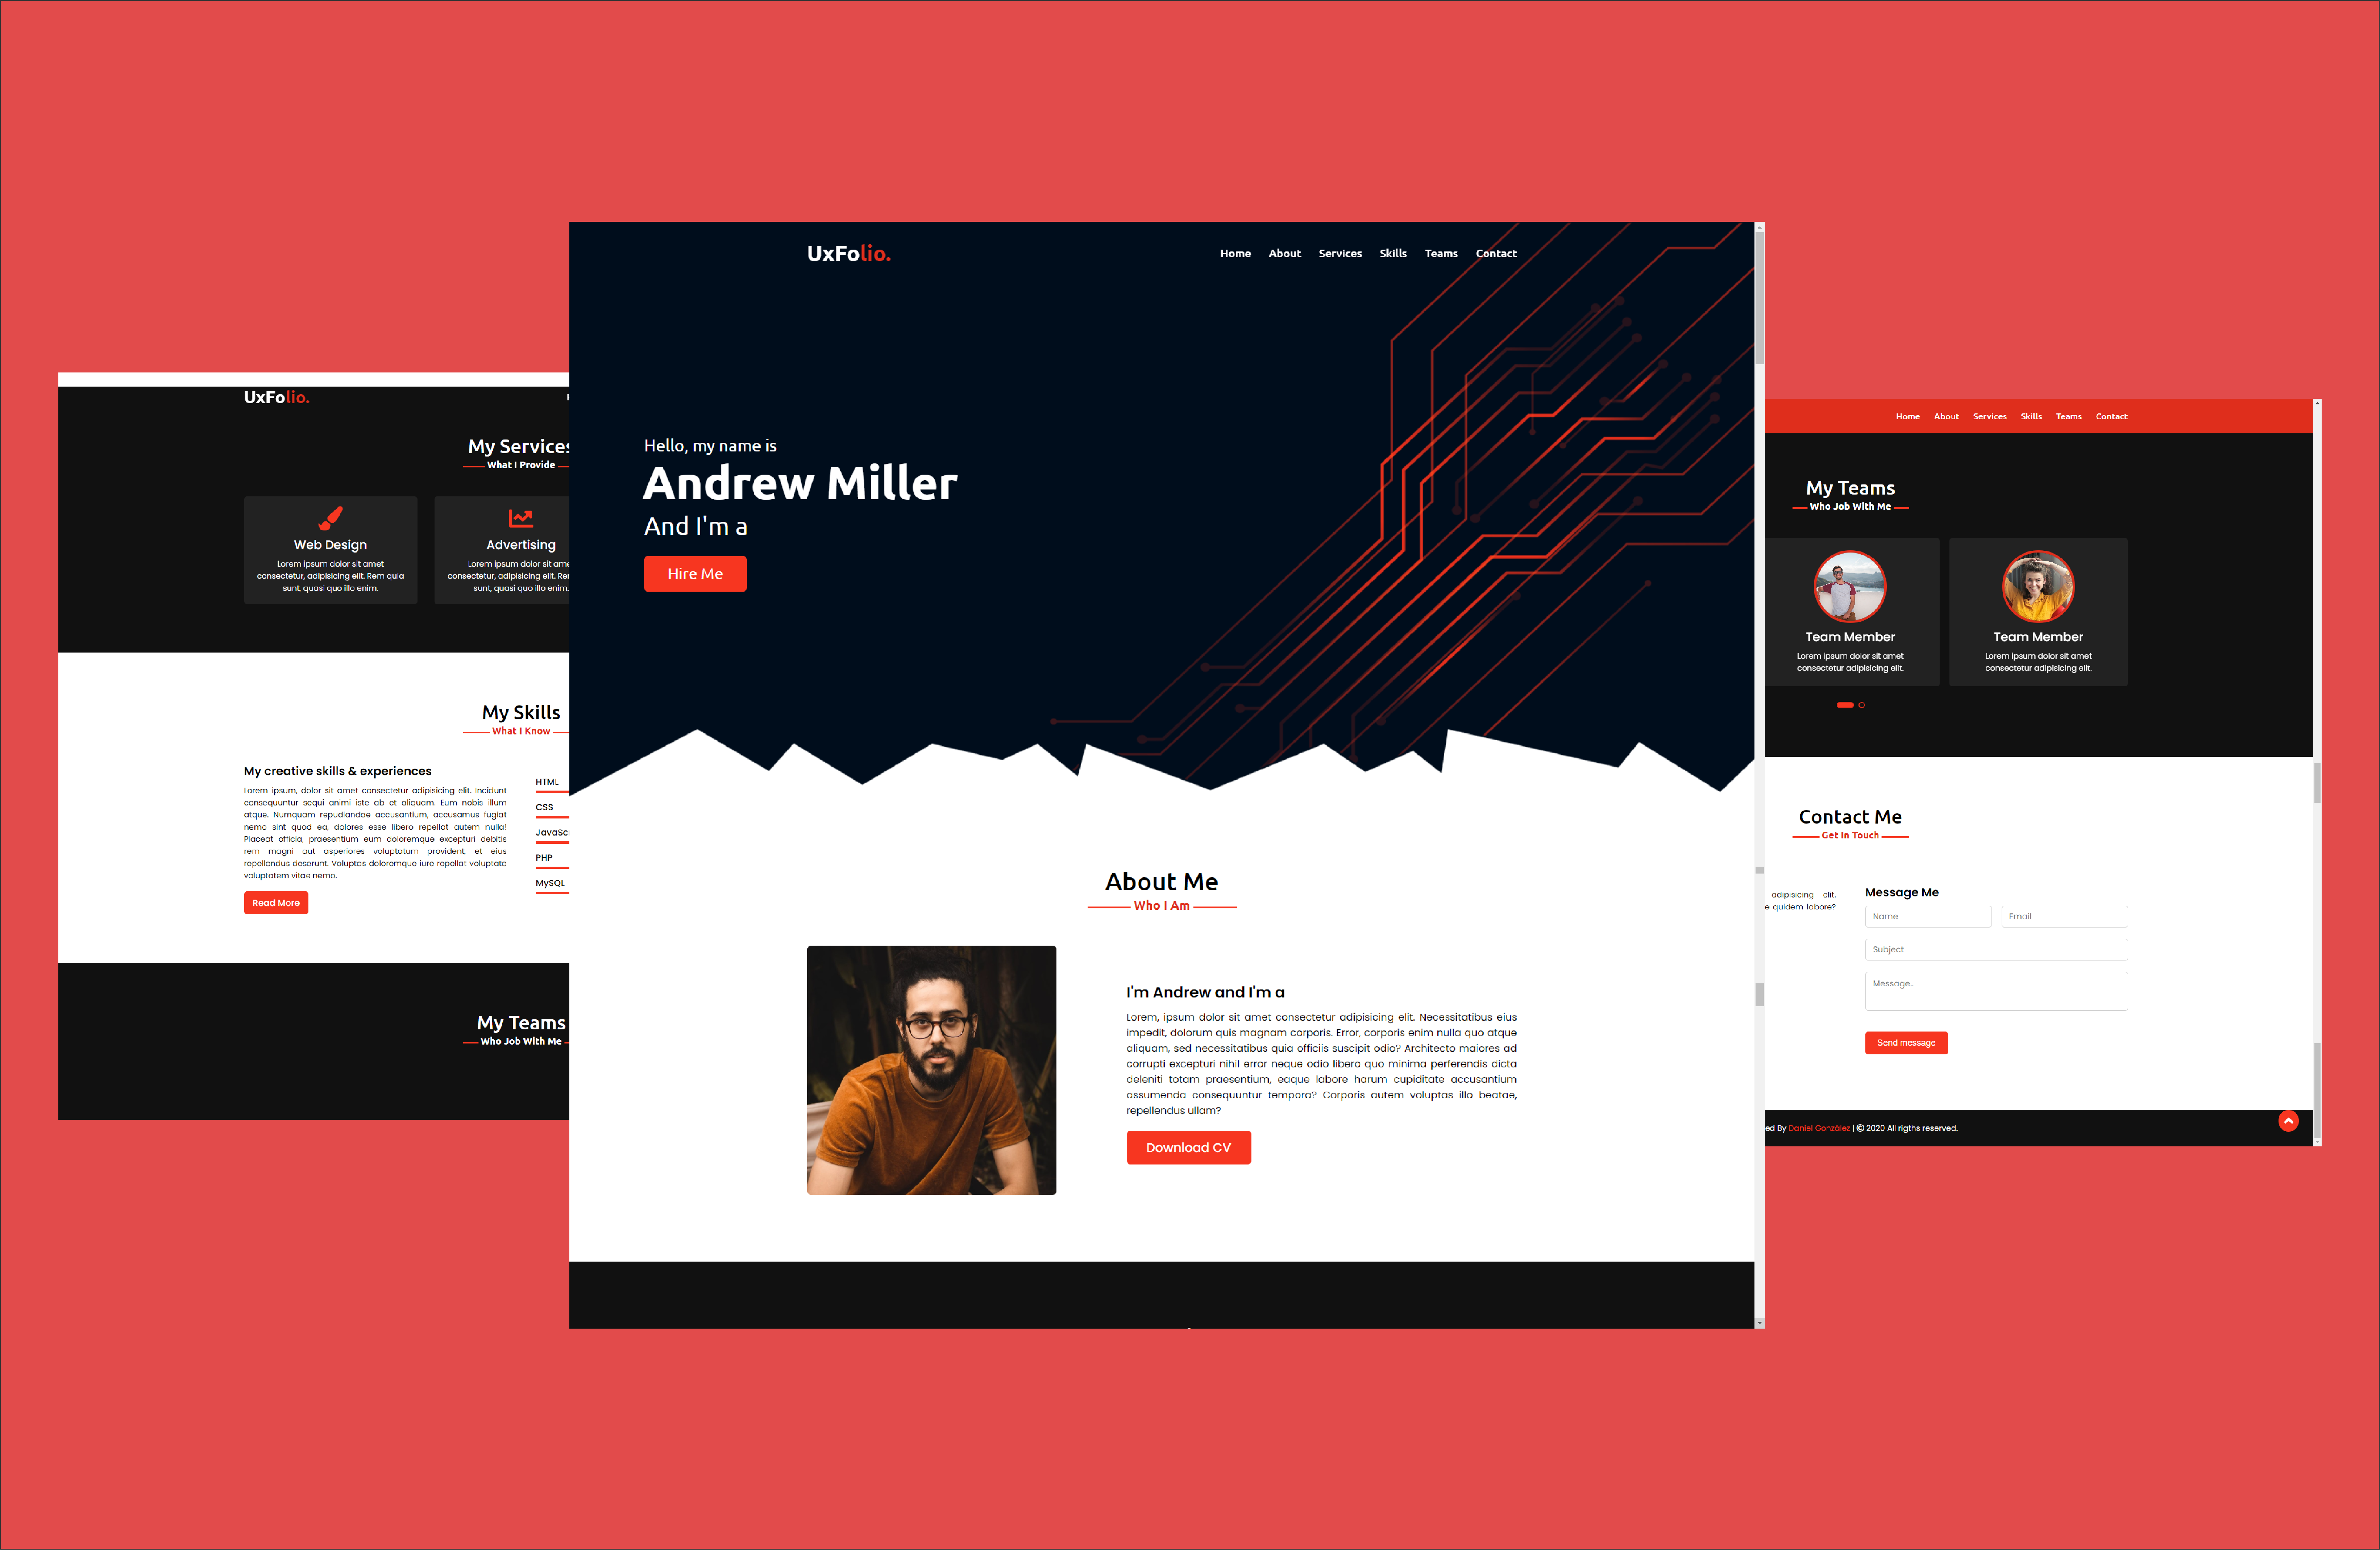 UxFolio.
My Services
What I Provide
Web Design
Lorem ipsum dolor sit amet
consectetur, adipisicing elit. Rem quia
sunt, quasi quo illo enim.
Advertising
Lorem ipsum dolor sit ame
consectetur, adipisicing elit. Rer
sunt, quasi quo illo enim.
My Skills
What I Know
My creative skills & experiences
Lorem ipsum, dolor sit amet consectetur adipisicing elit. Incidunt
consequuntur sequi animi iste ab et aliquam. Eum nobis illum
atque. Numquam repudiandae accusantium, accusamus fugiat
nemo sint quod ea, dolores esse libero repellat autem nulla!
Placeat officia, praesentium eum doloremque excepturi debitis
rem magni aut asperiores voluptatum provident, et eius
repellendus deserunt. Voluptas doloremque iure repellat voluptate
voluptatem vitae nemo.
Read More
HTML
CSS
JavaScr
PHP
MySQL
My Teams
Who Job With Me
UxFolio.
Home About Services Skills Teams Contact
Hello, my name is
Andrew Miller
And I'm a
Hire Me
About Me
Who I Am
I'm Andrew and I'm a
Lorem, ipsum dolor sit amet consectetur adipisicing elit. Necessitatibus eius
impedit, dolorum quis magnam corporis. Error, corporis enim nulla quo atque
aliquam, sed necessitatibus quia officiis suscipit odio? Architecto maiores ad
corrupti excepturi nihil error neque odio libero quo minima perferendis dicta
deleniti totam praesentium, eaque labore harum cupiditate accusantium
assumenda consequuntur tempora? Corporis autem voluptas illo beatae,
repellendus ullam?
Download CV
Home About Services Skills Teams Contact
My Teams
Who Job With Me
Team Member
Lorem ipsum dolor sit amet
consectetur adipisicing elit.
Team Member
Lorem ipsum dolor sit amet
consectetur adipisicing elit.
Contact Me
Get In Touch
adipisicing elit.
e quidem labore?
Message Me
Name
Email
Subject
Message..
Send message
ed By Daniel González | © 2020 All rigths reserved.